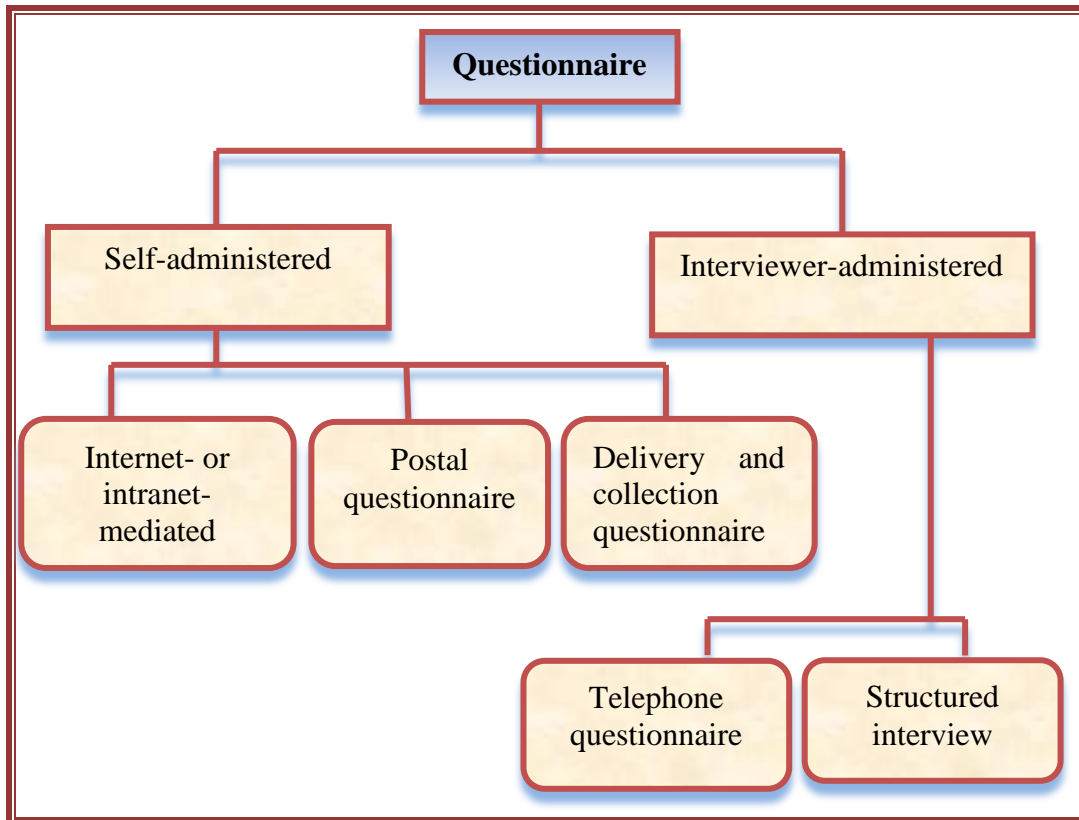 Questionnaire
Self-administered
Interviewer-administered
Internet- or
intranet-
mediated
Postal
questionnaire
Delivery and
collection
questionnaire
Telephone
questionnaire
Structured
interview